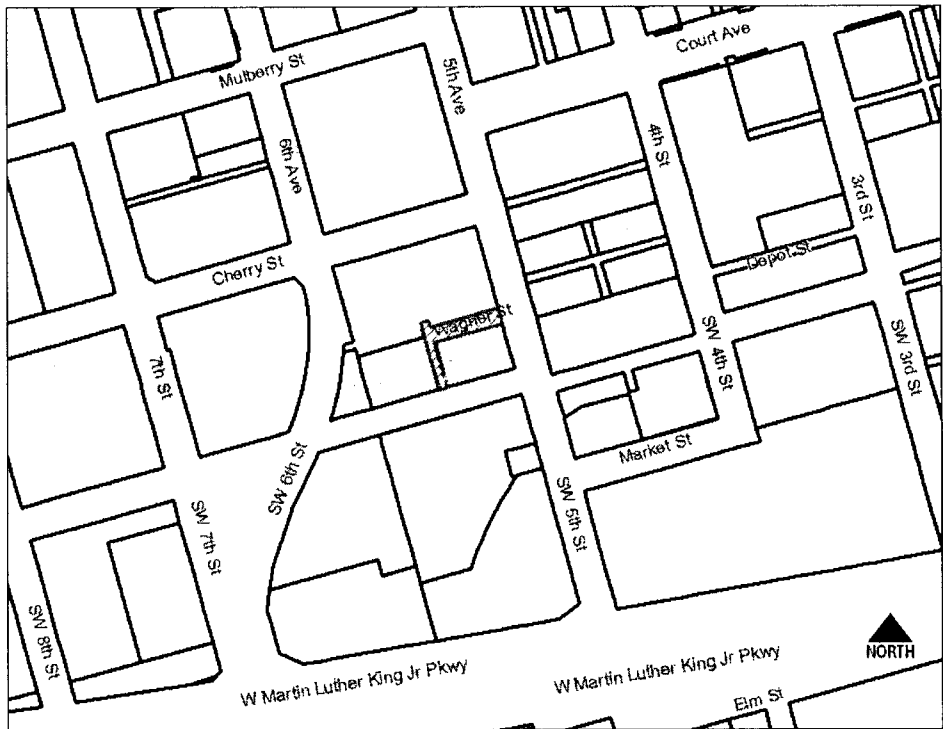 Court Ave
Mulberry St
5th Ave
4th St
6th Ave
3rd St
Cherry St
Depot St
Wagner St
7th St
SW 4th St
SW 3rd St
Market St
SW 6th St
SW 5th St
SW 7th St
SW 8th St
NORTH
W Martin Luther King Jr Pkwy
W Martin Luther King Jr Pkwy
Elm St